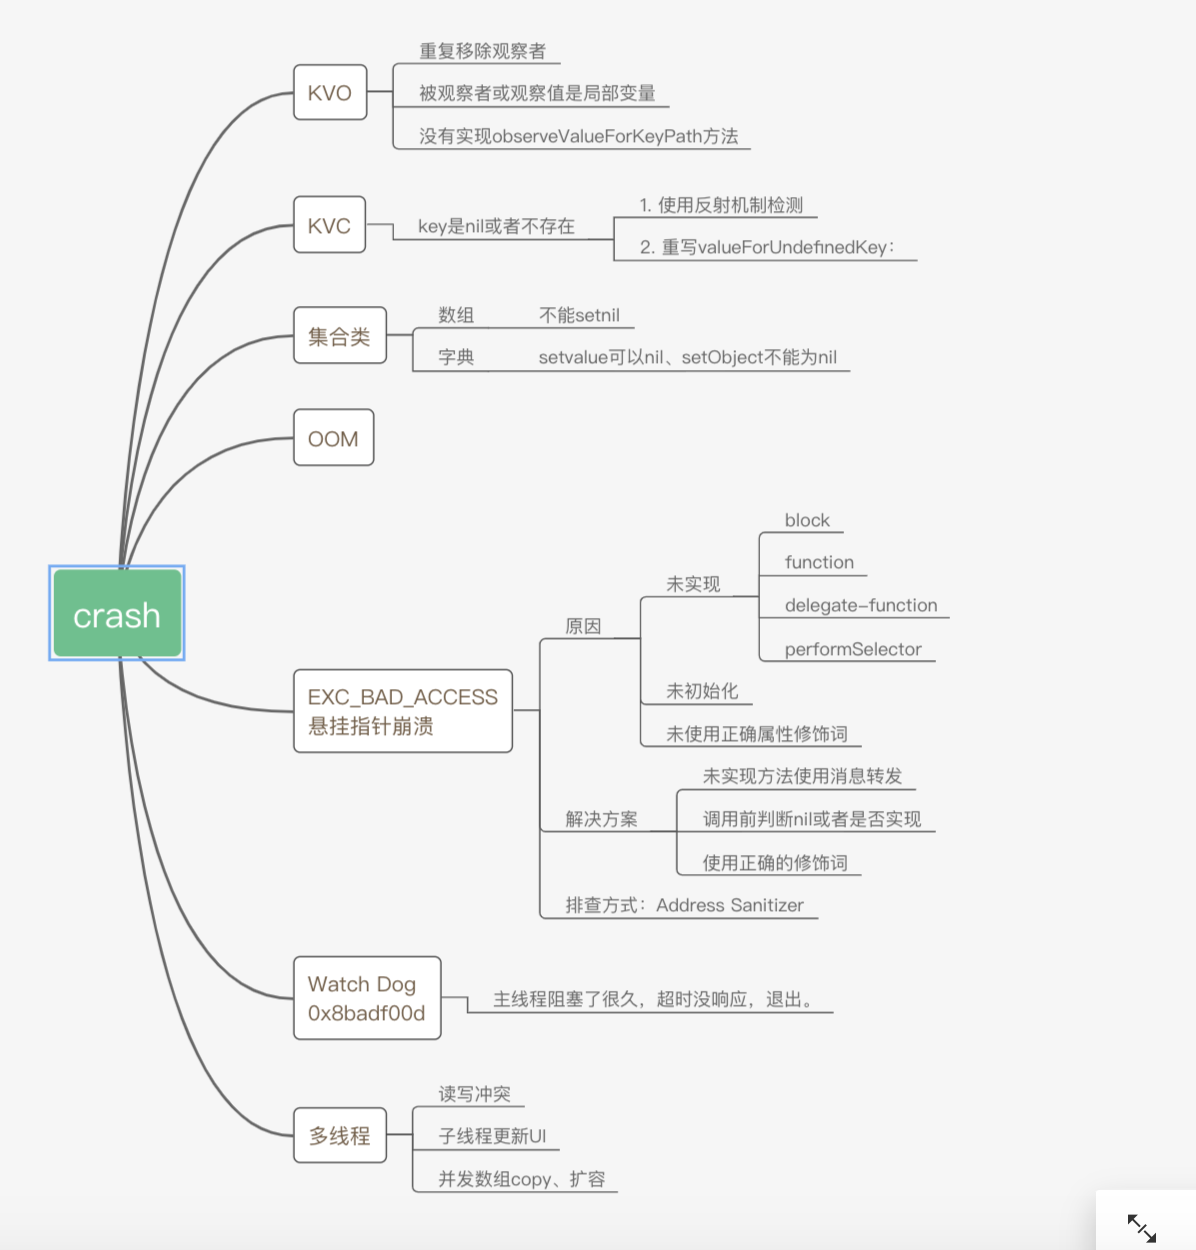 crash
KVO
重复移除观察者
被观察者或观察值是局部变量
没有实现observeValueForKeyPath方法
KVC
key是nil或者不存在
1. 使用反射机制检测
2. 重写valueForUndefinedKey:
集合类
数组
不能setnil
字典
setvalue可以nil、setObject不能为nil
OOM
EXC_BAD_ACCESS
悬挂指针崩溃
原因
未实现
block
function
delegate-function
performSelector
未初始化
未使用正确属性修饰词
解决方案
未实现方法使用消息转发
调用前判断nil或者是否实现
使用正确的修饰词
排查方式：Address Sanitizer
Watch Dog
0x8badf00d
主线程阻塞了很久，超时没响应，退出。
多线程
读写冲突
子线程更新UI
并发数组copy、扩容